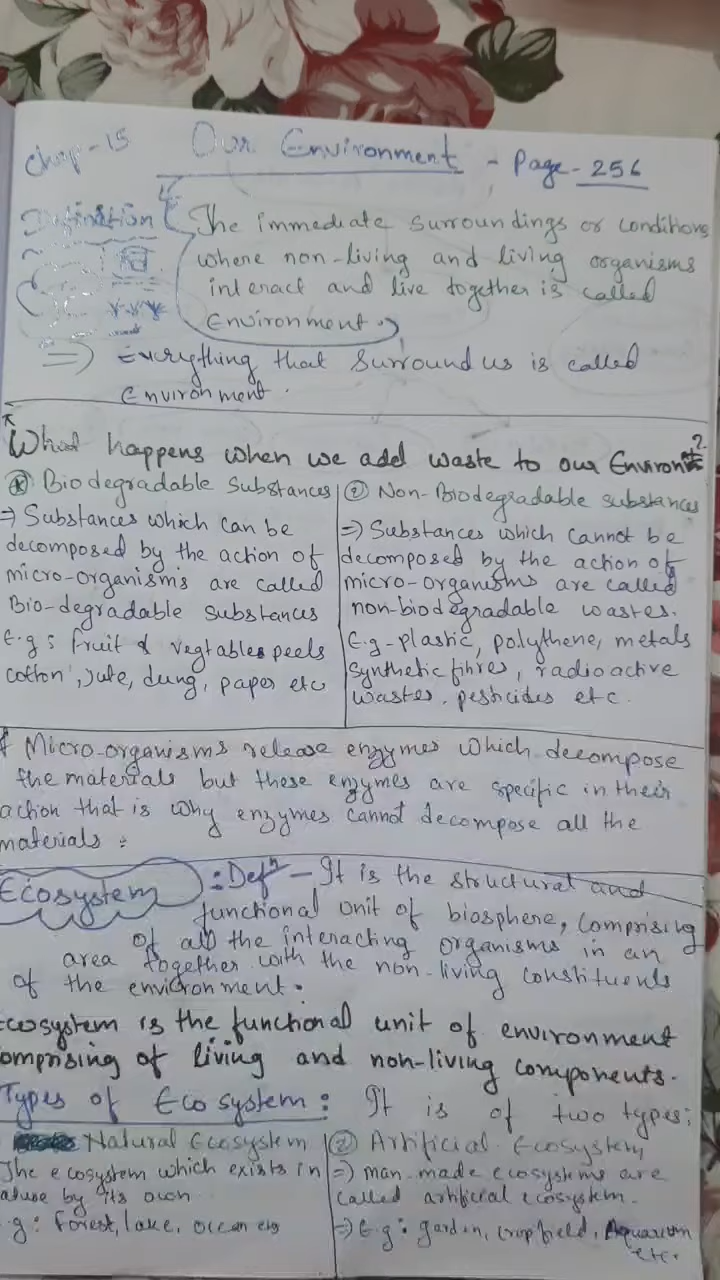 Chap-15 Our Environment - Page-256
Defination The immediate surroundings or conditions
where non-living and living organisms
interact and live together is called
Environment.
⇒ Everything that surround us is called
Environment.
What happens when we add waste to our Environ
Biodegradable Substances
⇒ Substances which can be
decomposed by the action of
micro-organisms are called
Bio-degradable substances
E.g: fruit & vegtables peels
cotton, jute, dung, paper etc
② Non-Biodegradable substances
⇒ Substances which cannot be
decomposed by the action of
micro-organisms are called
non-biodegradable wastes.
E.g-plastic, polythene, metals
synthetic fibres, radioactive
wastes, pesticides etc.
Micro-organisms release enzymes which decompose
the materials but these enzymes are specific in their
action that is why enzymes cannot decompose all the
materials.
Ecosystem : Defⁿ - It is the structural and
functional unit of biosphere, comprising
of all the interacting organisms in an
area together with the non-living constituents
of the environment.
cosystem is the functional unit of environment
omprising of living and non-living components.
Types of Ecosystem: It is of two types:
Natural Ecosystem
The ecosystem which exists in
ature by its own
.g: Forest, lake, ocean etc
② Artificial Ecosystem
⇒ man-made ecosystems are
called artificial ecosystem.
⇒ E.g: garden, crop field, Aquarium
etc.